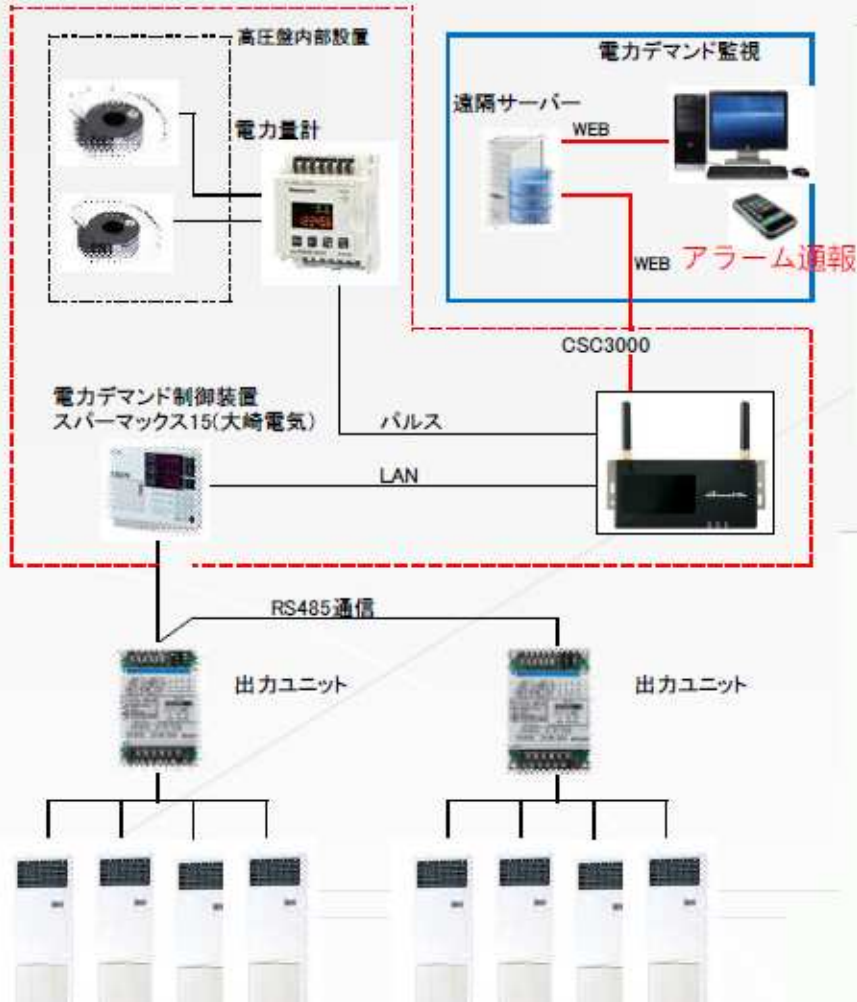 高圧盤内部設置
電力デマンド監視
遠隔サーバー
電力量計
WEB
WEB
アラーム通報
CSC3000
電力デマンド制御装置
スパーマックス15(大崎電気)
パルス
LAN
RS485通信
出力ユニット
出力ユニット